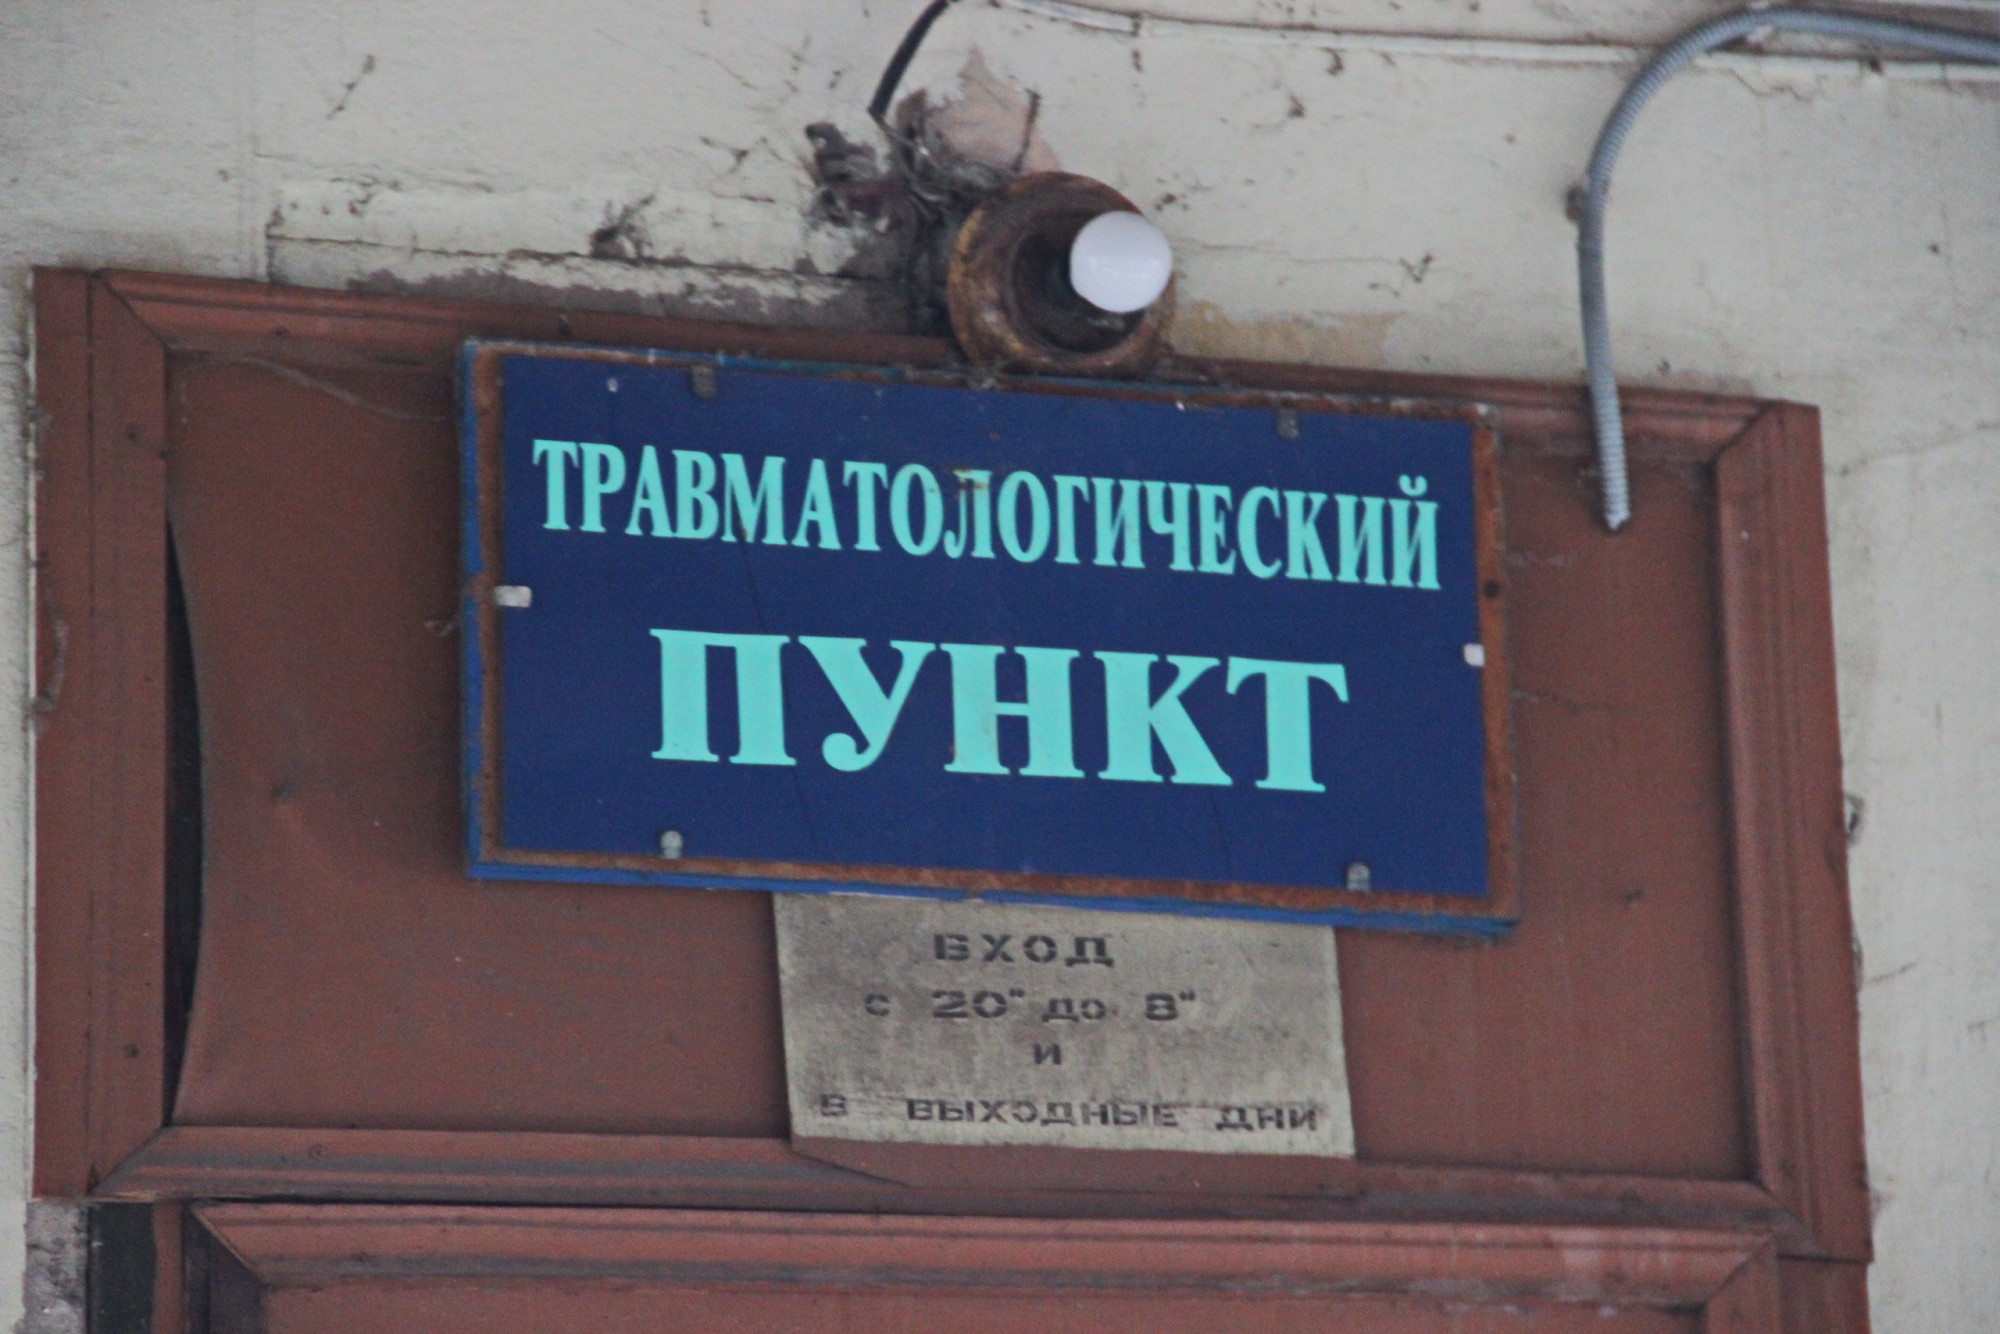 ТРАВМАТОЛОГИЧЕСКИЙ
ПУНКТ
ВХОД
с 20" до 8"
и
В ВЫХОДНЫЕ ДНИ